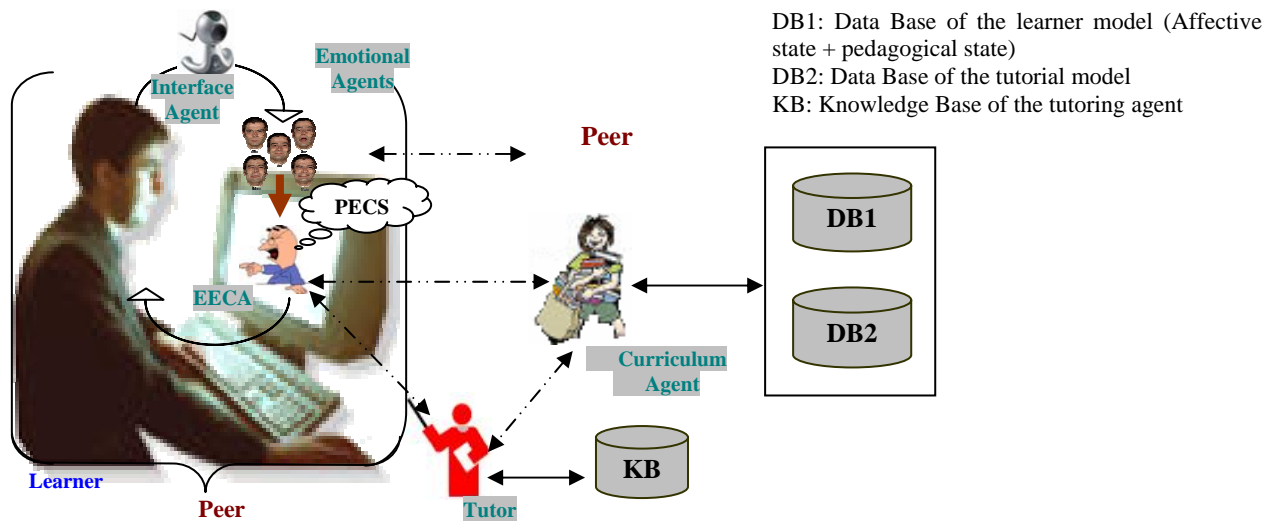 DB1: Data Base of the learner model (Affective
state + pedagogical state)
DB2: Data Base of the tutorial model
KB: Knowledge Base of the tutoring agent
Interface
Agent
Emotional
Agents
Peer
PECS
EECA
DB1
DB2
Curriculum
Agent
KB
Tutor
Learner
Peer